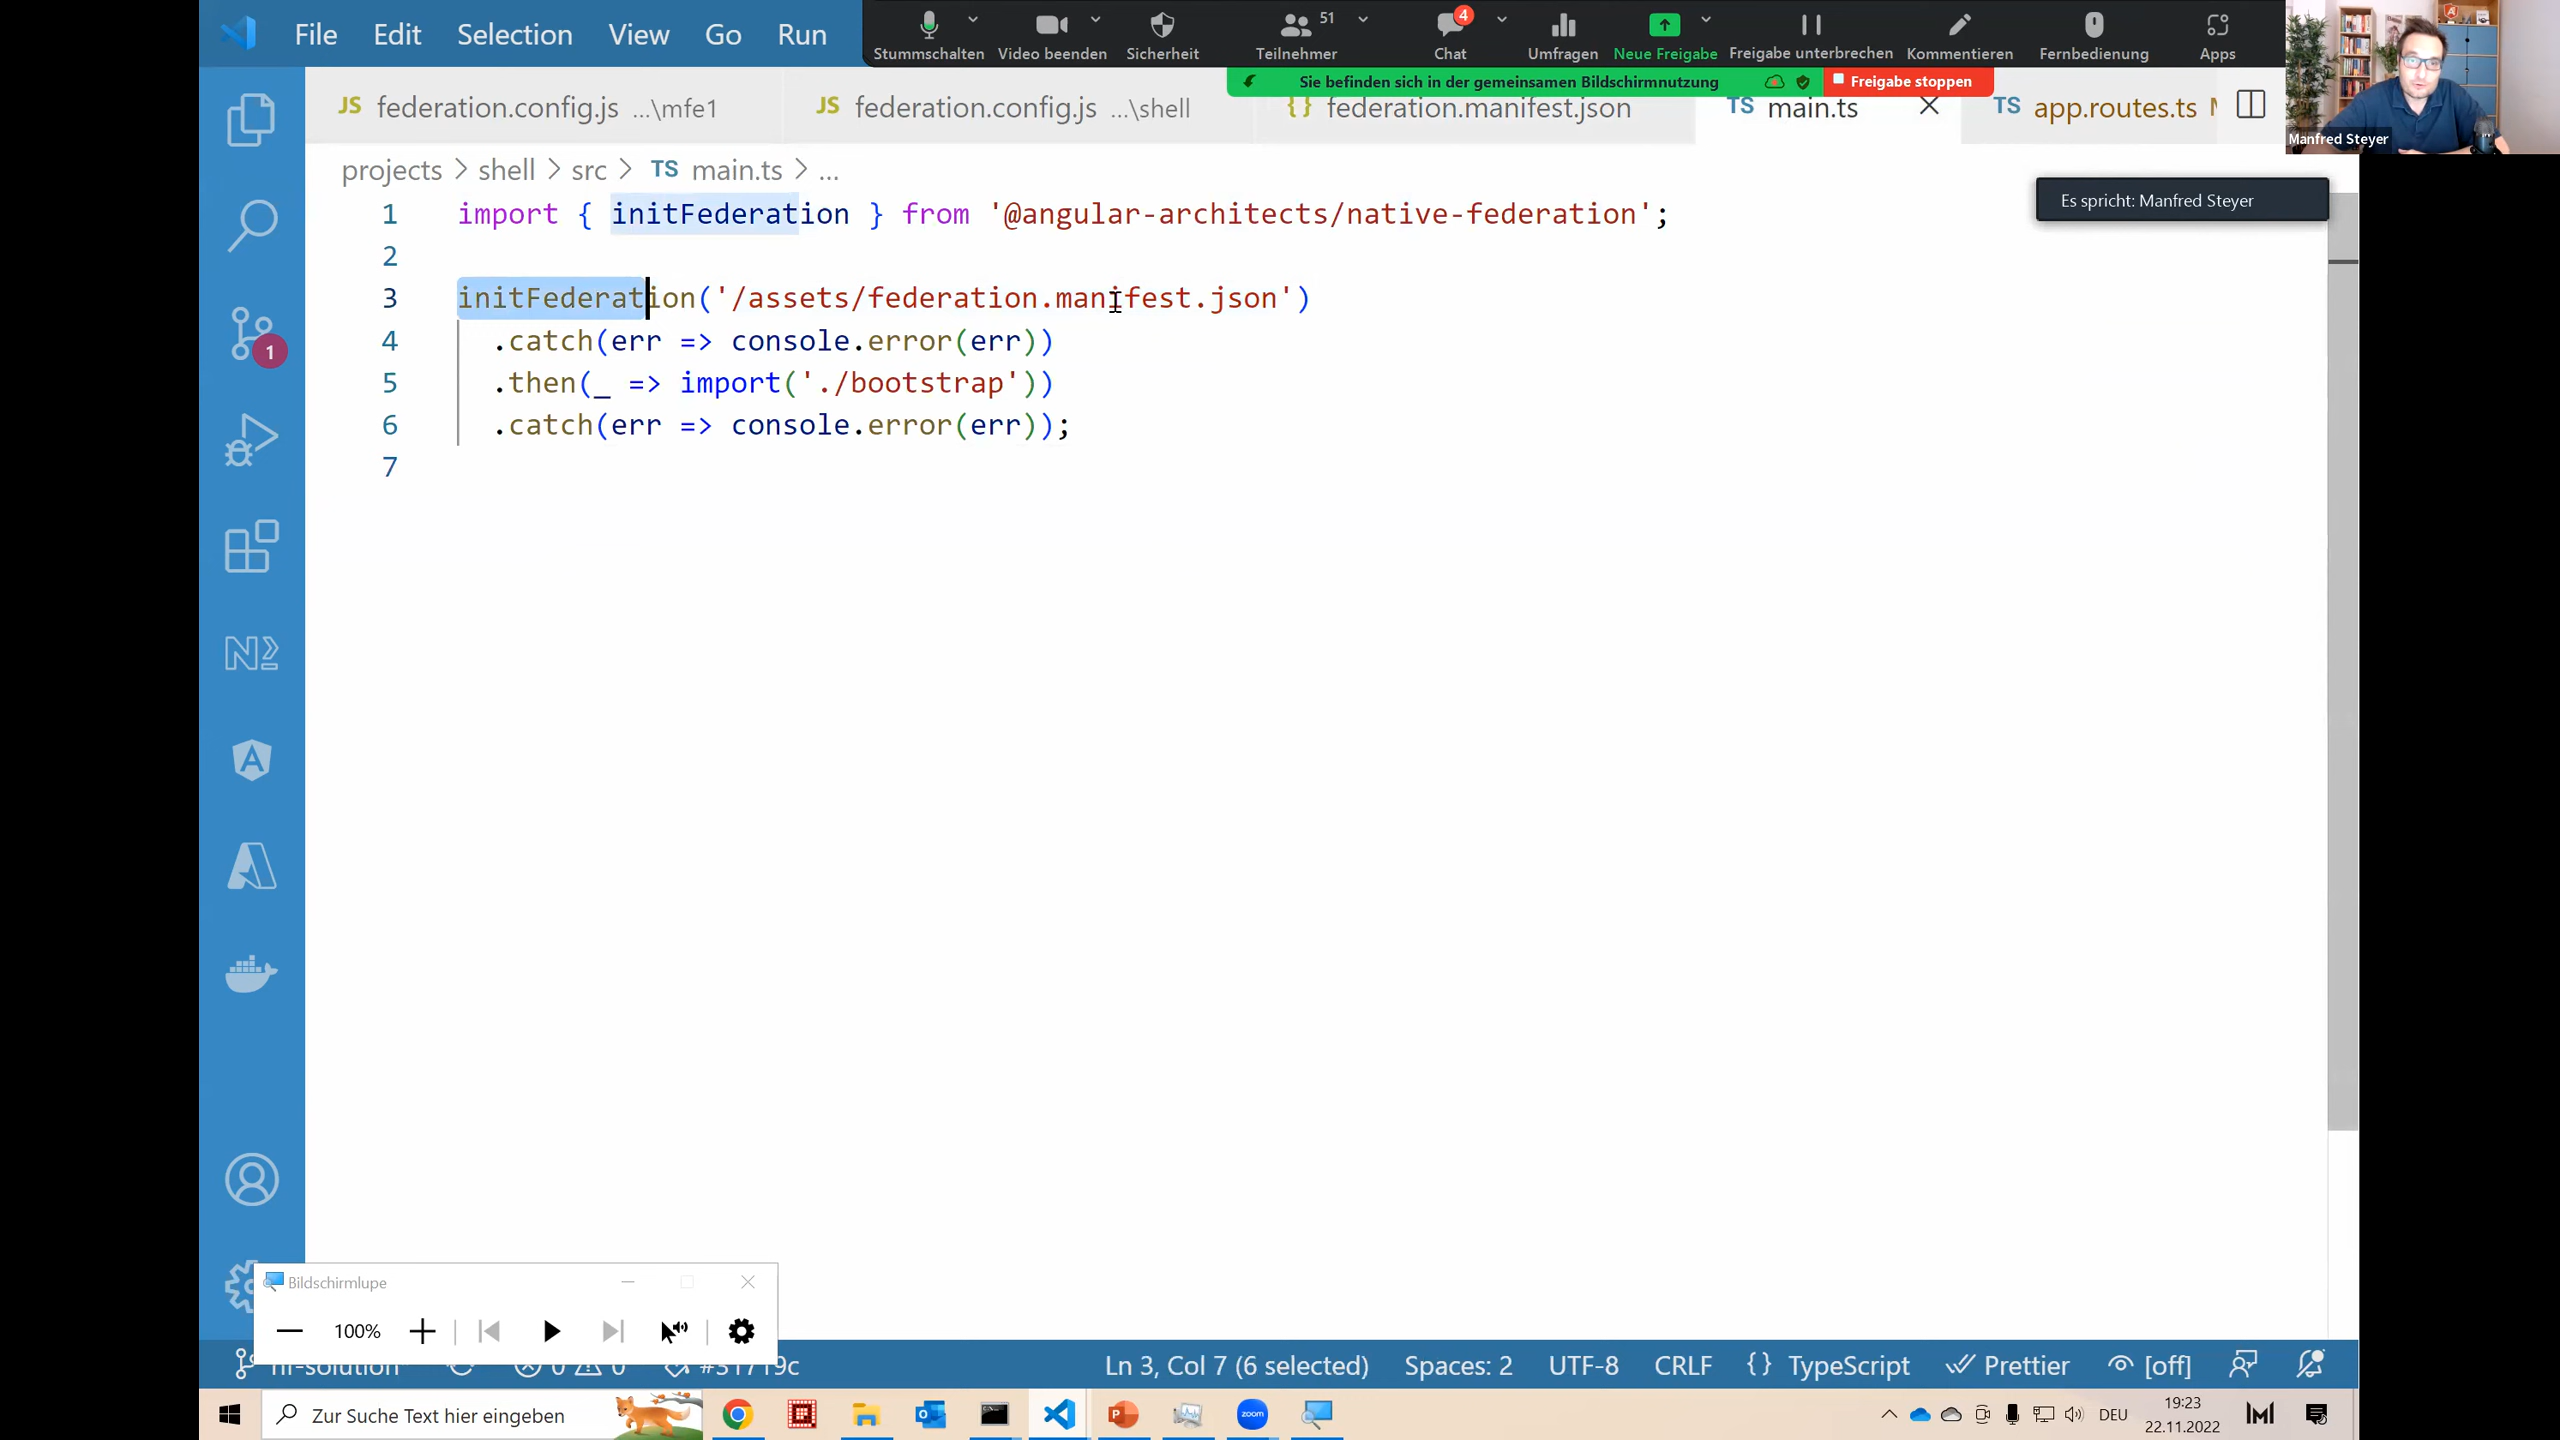 File Edit Selection View Go Run
Stummschalten Video beenden Sicherheit Teilnehmer 51 Chat 4 Umfragen Neue Freigabe Freigabe unterbrechen Kommentieren Fernbedienung Apps
Sie befinden sich in der gemeinsamen Bildschirmnutzung Freigabe stoppen
Manfred Steyer
JS federation.config.js ...\mfe1 JS federation.config.js ...\shell {} federation.manifest.json TS main.ts TS app.routes.ts
projects > shell > src > TS main.ts > ...
Es spricht: Manfred Steyer
1 import { initFederation } from '@angular-architects/native-federation';
2
3 initFederation('/assets/federation.manifest.json')
4 .catch(err => console.error(err))
5 .then(_ => import('./bootstrap'))
6 .catch(err => console.error(err));
7
1
Bildschirmlupe
100%
nf-solution 0 0 Ln 3, Col 7 (6 selected) Spaces: 2 UTF-8 CRLF {} TypeScript Prettier [off]
Zur Suche Text hier eingeben
zoom
DEU 19:23
22.11.2022